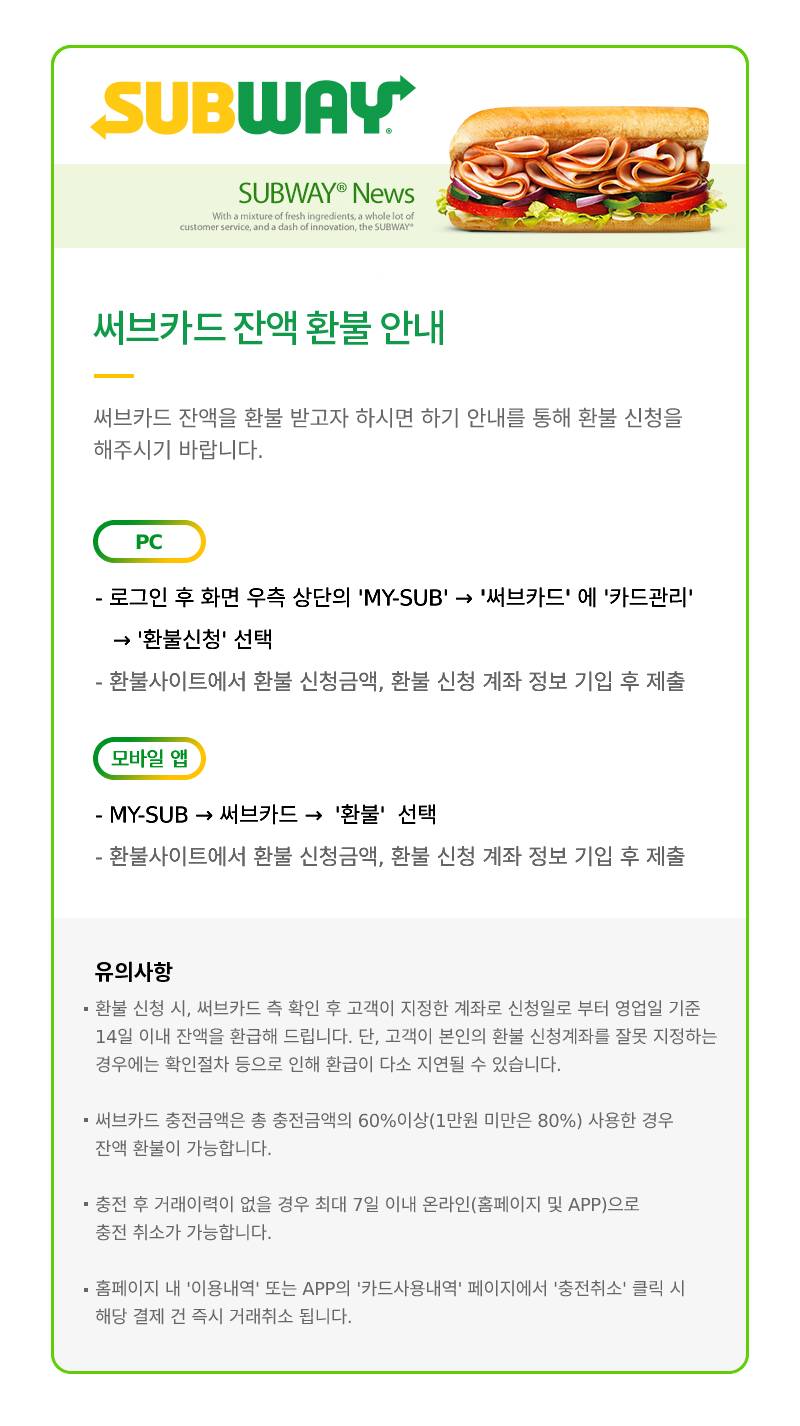 SUBWAY®
SUBWAY® News
With a mixture of fresh ingredients, a whole lot of
customer service, and a dash of innovation, the SUBWAY®
써브카드 잔액 환불 안내
써브카드 잔액을 환불 받고자 하시면 하기 안내를 통해 환불 신청을
해주시기 바랍니다.
PC
- 로그인 후 화면 우측 상단의 'MY-SUB' → '써브카드' 에 '카드관리'
→ '환불신청' 선택
- 환불사이트에서 환불 신청금액, 환불 신청 계좌 정보 기입 후 제출
모바일 앱
- MY-SUB → 써브카드 → '환불' 선택
- 환불사이트에서 환불 신청금액, 환불 신청 계좌 정보 기입 후 제출
유의사항
▪ 환불 신청 시, 써브카드 측 확인 후 고객이 지정한 계좌로 신청일로 부터 영업일 기준
14일 이내 잔액을 환급해 드립니다. 단, 고객이 본인의 환불 신청계좌를 잘못 지정하는
경우에는 확인절차 등으로 인해 환급이 다소 지연될 수 있습니다.
▪ 써브카드 충전금액은 총 충전금액의 60%이상(1만원 미만은 80%) 사용한 경우
잔액 환불이 가능합니다.
▪ 충전 후 거래이력이 없을 경우 최대 7일 이내 온라인(홈페이지 및 APP)으로
충전 취소가 가능합니다.
▪ 홈페이지 내 '이용내역' 또는 APP의 '카드사용내역' 페이지에서 '충전취소' 클릭 시
해당 결제 건 즉시 거래취소 됩니다.